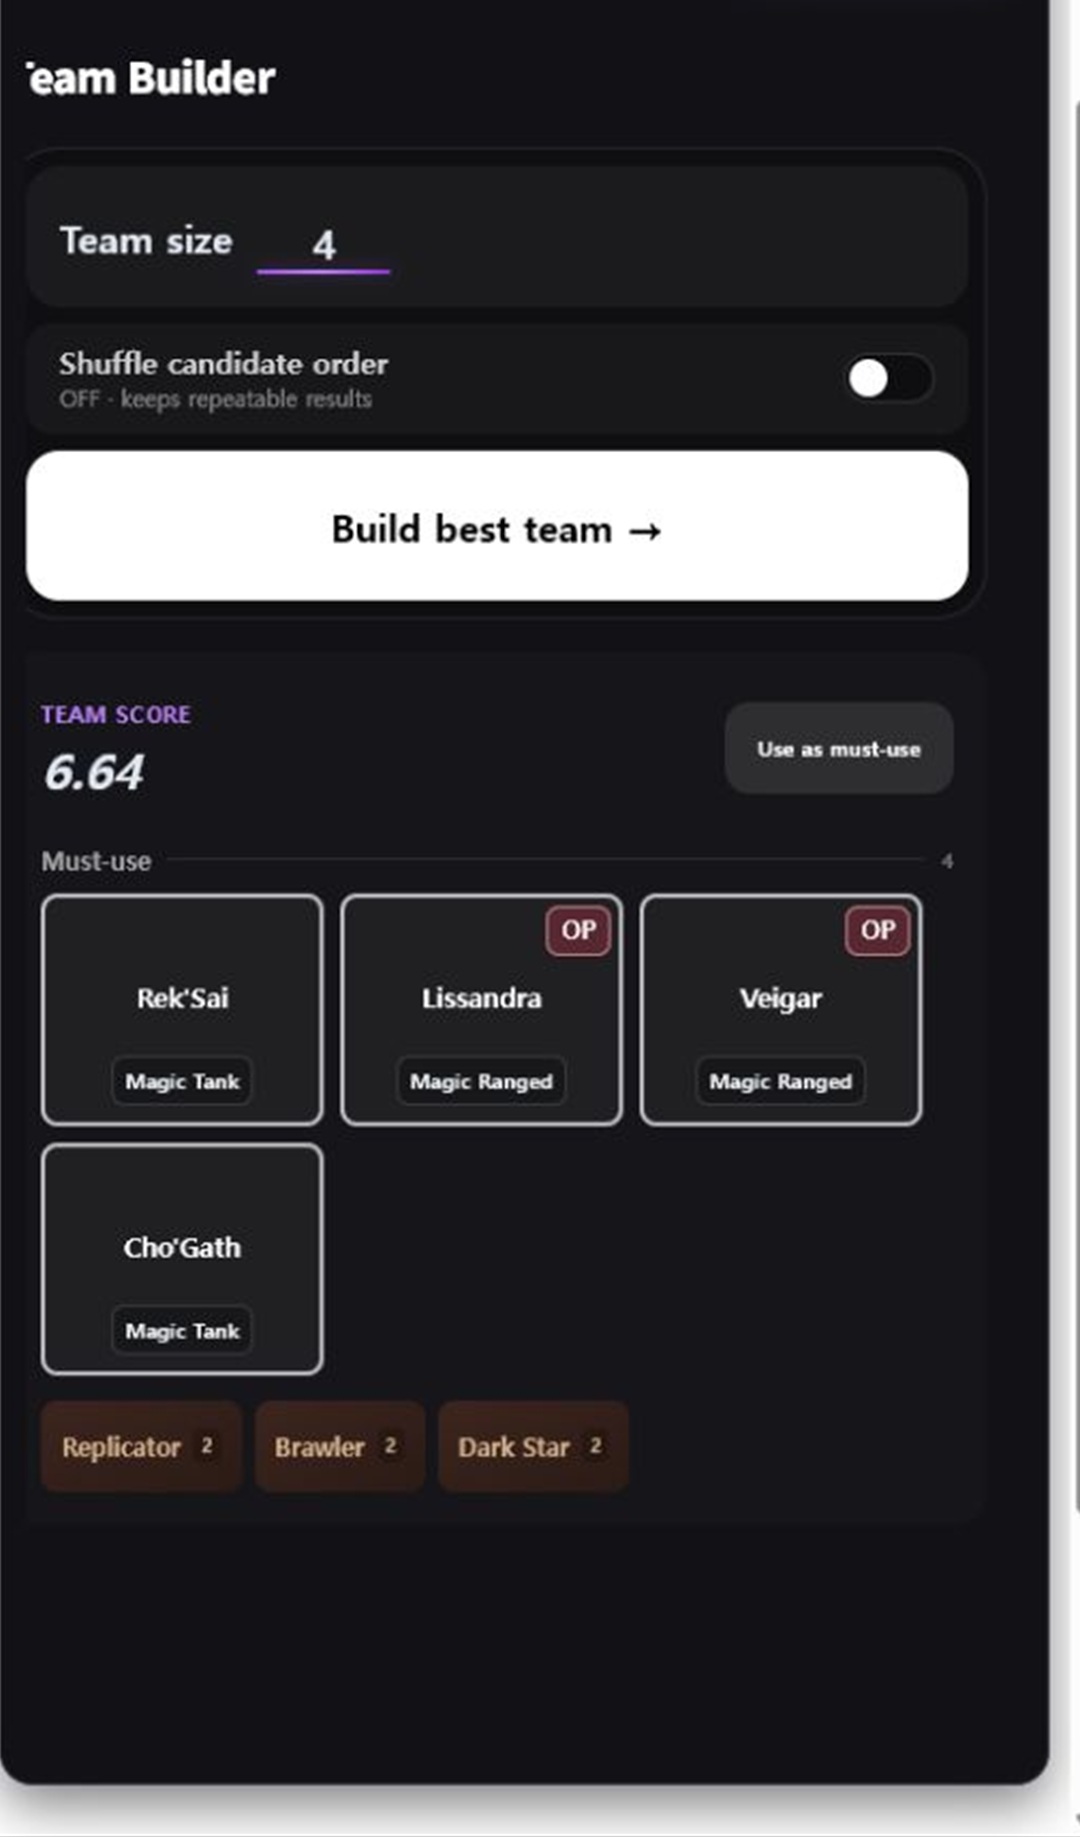 Team Builder
Team size 4
Shuffle candidate order
OFF - keeps repeatable results
Build best team →
TEAM SCORE
6.64
Use as must-use
Must-use 4
OP
OP
Rek'Sai
Lissandra
Veigar
Magic Tank
Magic Ranged
Magic Ranged
Cho'Gath
Magic Tank
Replicator 2
Brawler 2
Dark Star 2